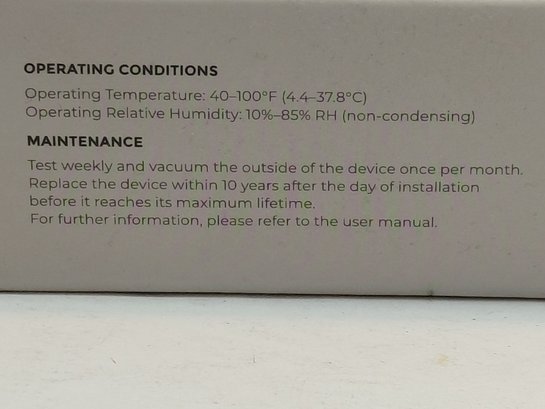 OPERATING CONDITIONS
Operating Temperature: 40–100°F (4.4–37.8°C)
Operating Relative Humidity: 10%–85% RH (non-condensing)
MAINTENANCE
Test weekly and vacuum the outside of the device once per month.
Replace the device within 10 years after the day of installation
before it reaches its maximum lifetime.
For further information, please refer to the user manual.